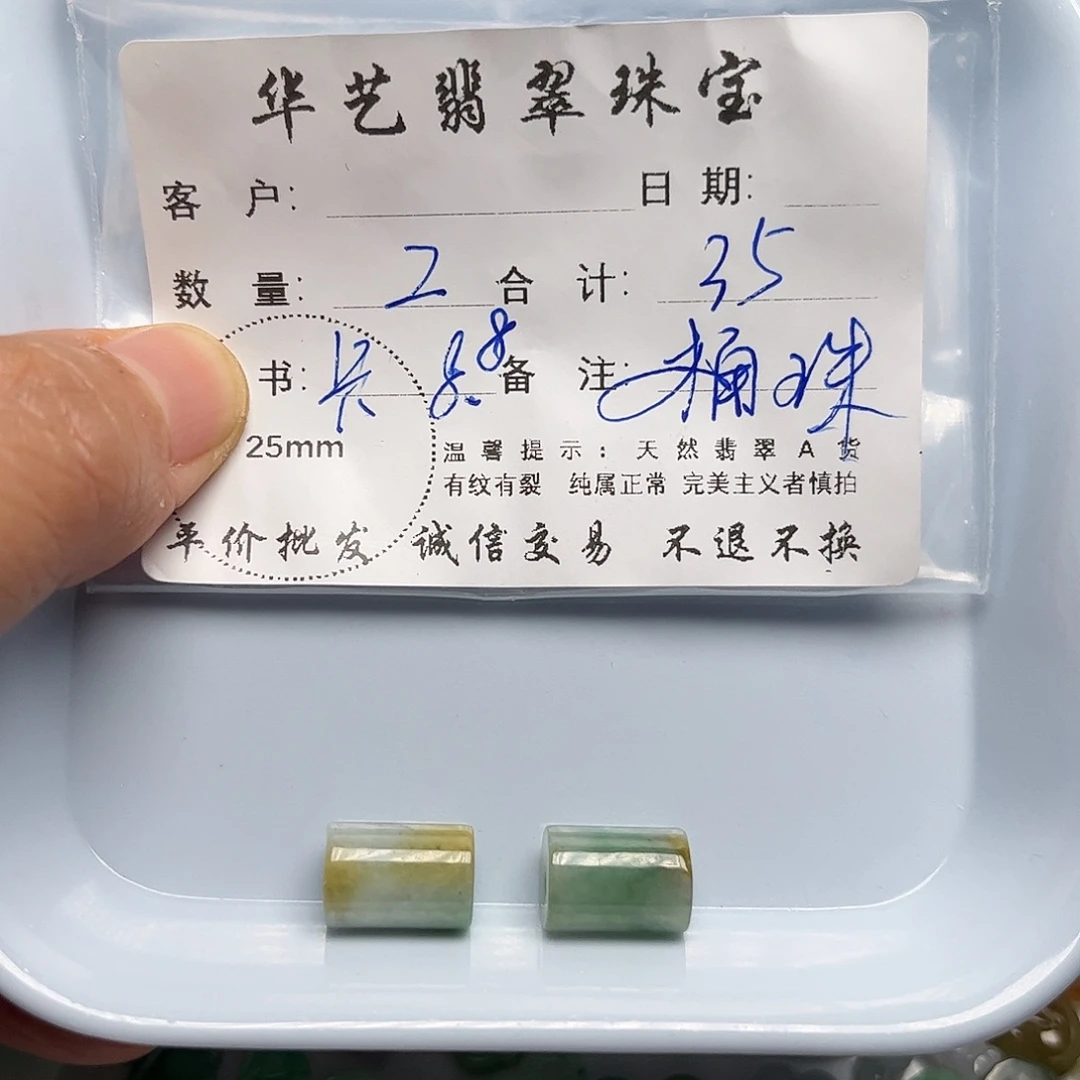 华艺翡翠珠宝
客 户: 日 期:
数 量: 2 合 计: 35
书: 备 注: 桶珠
25mm 温馨提示: 天然翡翠A货
有纹有裂 纯属正常 完美主义者慎拍
平价批发 诚信交易 不退不换